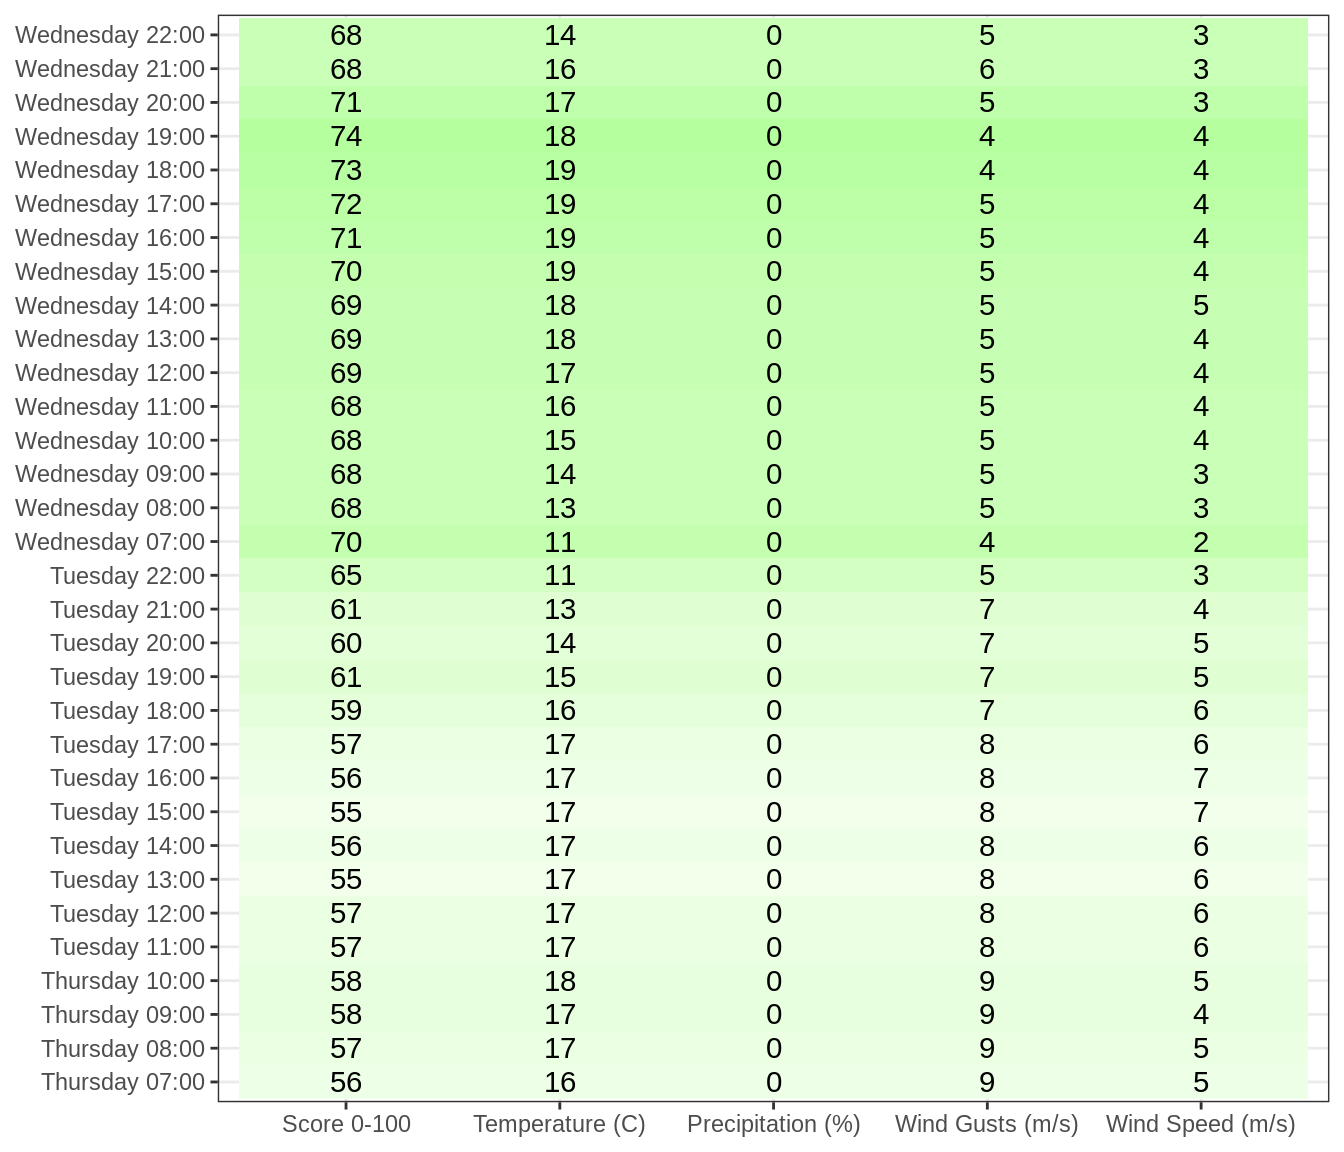 Wednesday 22:00 68 14 0 5 3
Wednesday 21:00 68 16 0 6 3
Wednesday 20:00 71 17 0 5 3
Wednesday 19:00 74 18 0 4 4
Wednesday 18:00 73 19 0 4 4
Wednesday 17:00 72 19 0 5 4
Wednesday 16:00 71 19 0 5 4
Wednesday 15:00 70 19 0 5 4
Wednesday 14:00 69 18 0 5 5
Wednesday 13:00 69 18 0 5 4
Wednesday 12:00 69 17 0 5 4
Wednesday 11:00 68 16 0 5 4
Wednesday 10:00 68 15 0 5 4
Wednesday 09:00 68 14 0 5 3
Wednesday 08:00 68 13 0 5 3
Wednesday 07:00 70 11 0 4 2
Tuesday 22:00 65 11 0 5 3
Tuesday 21:00 61 13 0 7 4
Tuesday 20:00 60 14 0 7 5
Tuesday 19:00 61 15 0 7 5
Tuesday 18:00 59 16 0 7 6
Tuesday 17:00 57 17 0 8 6
Tuesday 16:00 56 17 0 8 7
Tuesday 15:00 55 17 0 8 7
Tuesday 14:00 56 17 0 8 6
Tuesday 13:00 55 17 0 8 6
Tuesday 12:00 57 17 0 8 6
Tuesday 11:00 57 17 0 8 6
Thursday 10:00 58 18 0 9 5
Thursday 09:00 58 17 0 9 4
Thursday 08:00 57 17 0 9 5
Thursday 07:00 56 16 0 9 5
Score 0-100 Temperature (C) Precipitation (%) Wind Gusts (m/s) Wind Speed (m/s)